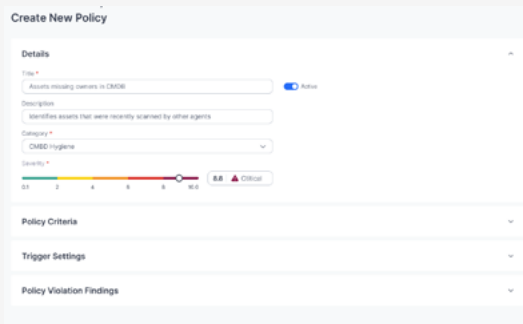 Create New Policy
Details
Title *
Assets missing owners in CMDB
Active
Description
Identifies assets that were recently scanned by other agents
Category *
CMBD Hygiene
Severity *
8.8 Critical
0.1 2 4 6 8 10.0
Policy Criteria
Trigger Settings
Policy Violation Findings